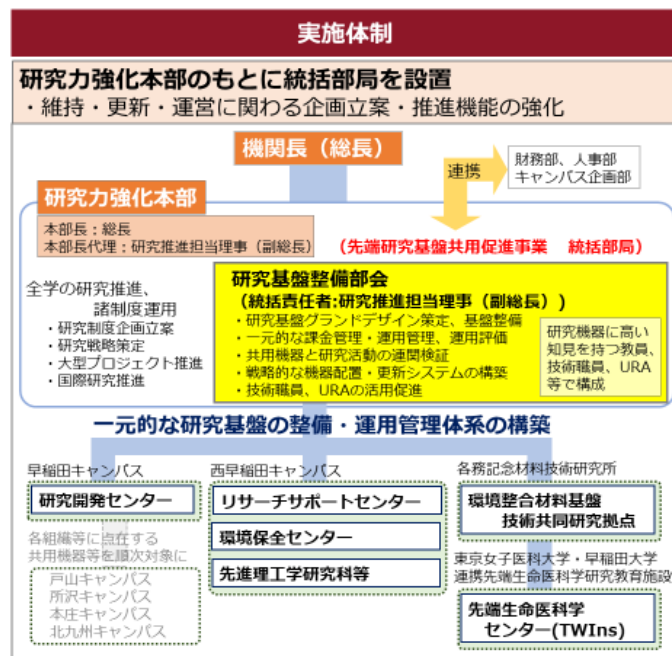 実施体制
研究力強化本部のもとに統括部局を設置
・維持・更新・運営に関わる企画立案・推進機能の強化
機関長（総長）
連携
財務部、人事部
キャンパス企画部
研究力強化本部
本部長：総長
本部長代理：研究推進担当理事（副総長）
（先端研究基盤共用促進事業　統括部局）
全学の研究推進、
諸制度運用
・研究制度企画立案
・研究戦略策定
・大型プロジェクト推進
・国際研究推進
研究基盤整備部会
（統括責任者:研究推進担当理事（副総長））
・研究基盤グランドデザイン策定、基盤整備
・一元的な課金管理・運用管理、運用評価
・共用機器と研究活動の連関検証
・戦略的な機器配置・更新システムの構築
・技術職員、URAの活用促進
研究機器に高い
知見を持つ教員、
技術職員、URA
等で構成
一元的な研究基盤の整備・運用管理体系の構築
早稲田キャンパス
研究開発センター
各組織等に点在する
共用機器等を順次対象に
戸山キャンパス
所沢キャンパス
本庄キャンパス
北九州キャンパス
西早稲田キャンパス
リサーチサポートセンター
環境保全センター
先進理工学研究科等
各務記念材料技術研究所
環境整合材料基盤
技術共同研究拠点
東京女子医科大学・早稲田大学
連携先端生命医科学研究教育施設
先端生命医科学
センター(TWIns)